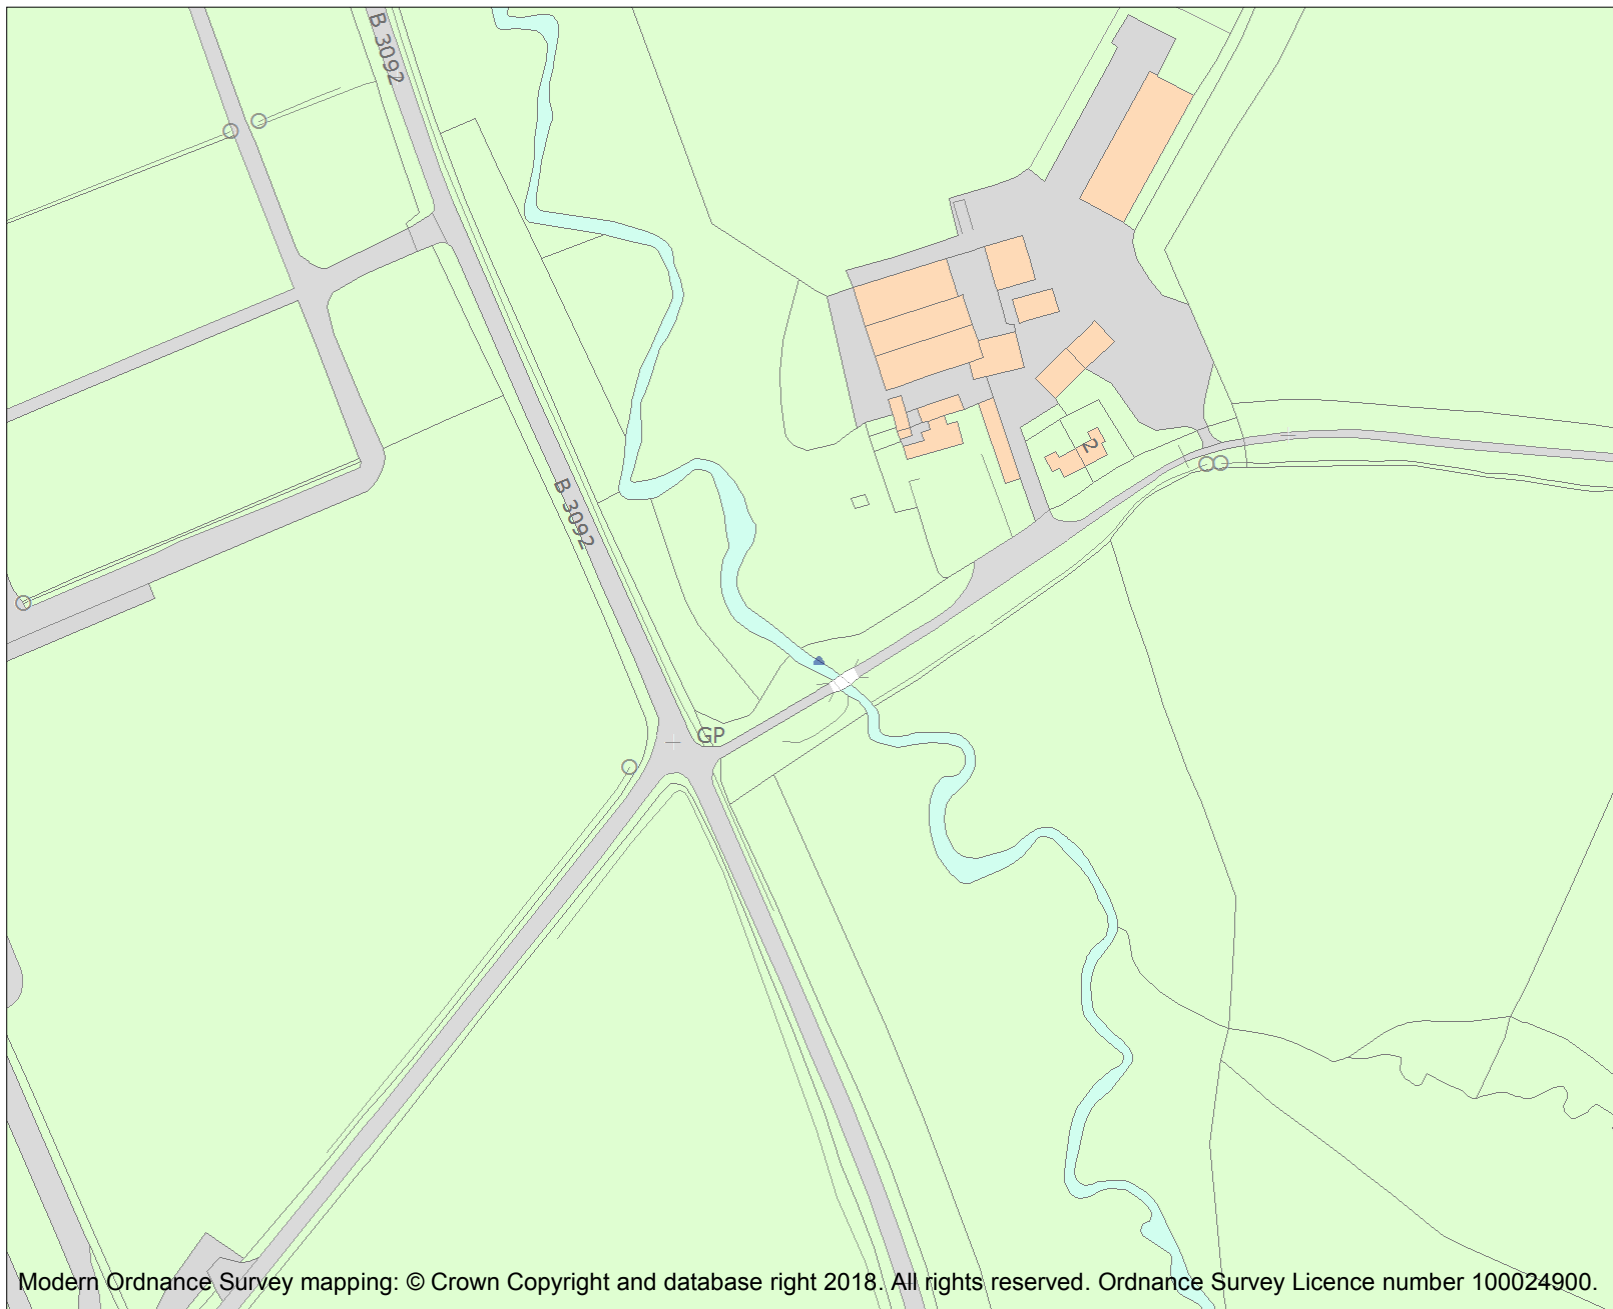 B 3092
2
B 3092
GP
Modern Ordnance Survey mapping: © Crown Copyright and database right 2018. All rights reserved. Ordnance Survey Licence number 100024900.